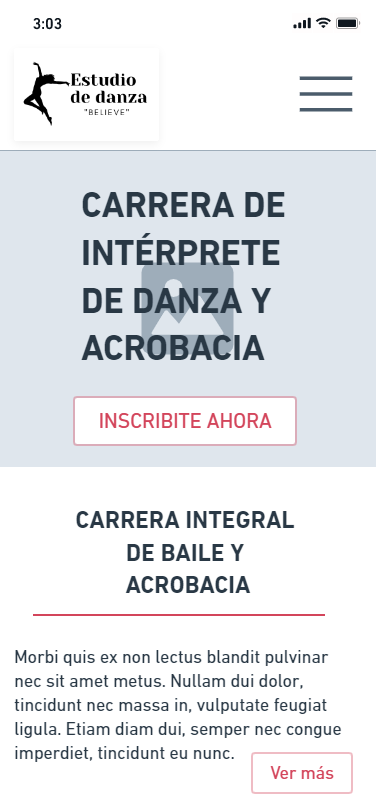 3:03
Estudio
de danza
"BELIEVE"
CARRERA DE
INTÉRPRETE
DE DANZA Y
ACROBACIA
INSCRIBITE AHORA
CARRERA INTEGRAL
DE BAILE Y
ACROBACIA
Morbi quis ex non lectus blandit pulvinar
nec sit amet metus. Nullam dui dolor,
tincidunt nec massa in, vulputate feugiat
ligula. Etiam diam dui, semper nec congue
imperdiet, tincidunt eu nunc.
Ver más